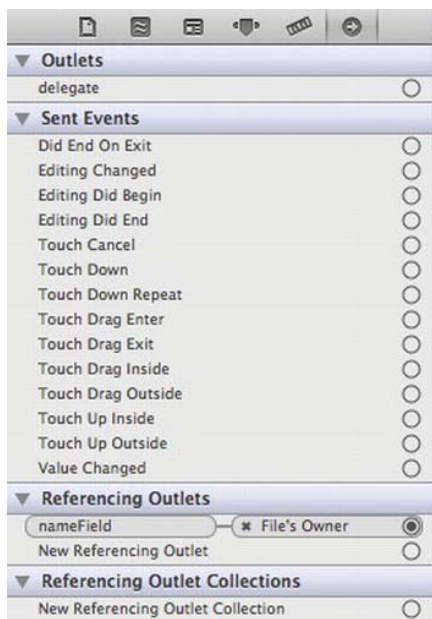 Outlets
delegate
Sent Events
Did End On Exit
Editing Changed
Editing Did Begin
Editing Did End
Touch Cancel
Touch Down
Touch Down Repeat
Touch Drag Enter
Touch Drag Exit
Touch Drag Inside
Touch Drag Outside
Touch Up Inside
Touch Up Outside
Value Changed
Referencing Outlets
nameField File's Owner
New Referencing Outlet
Referencing Outlet Collections
New Referencing Outlet Collection